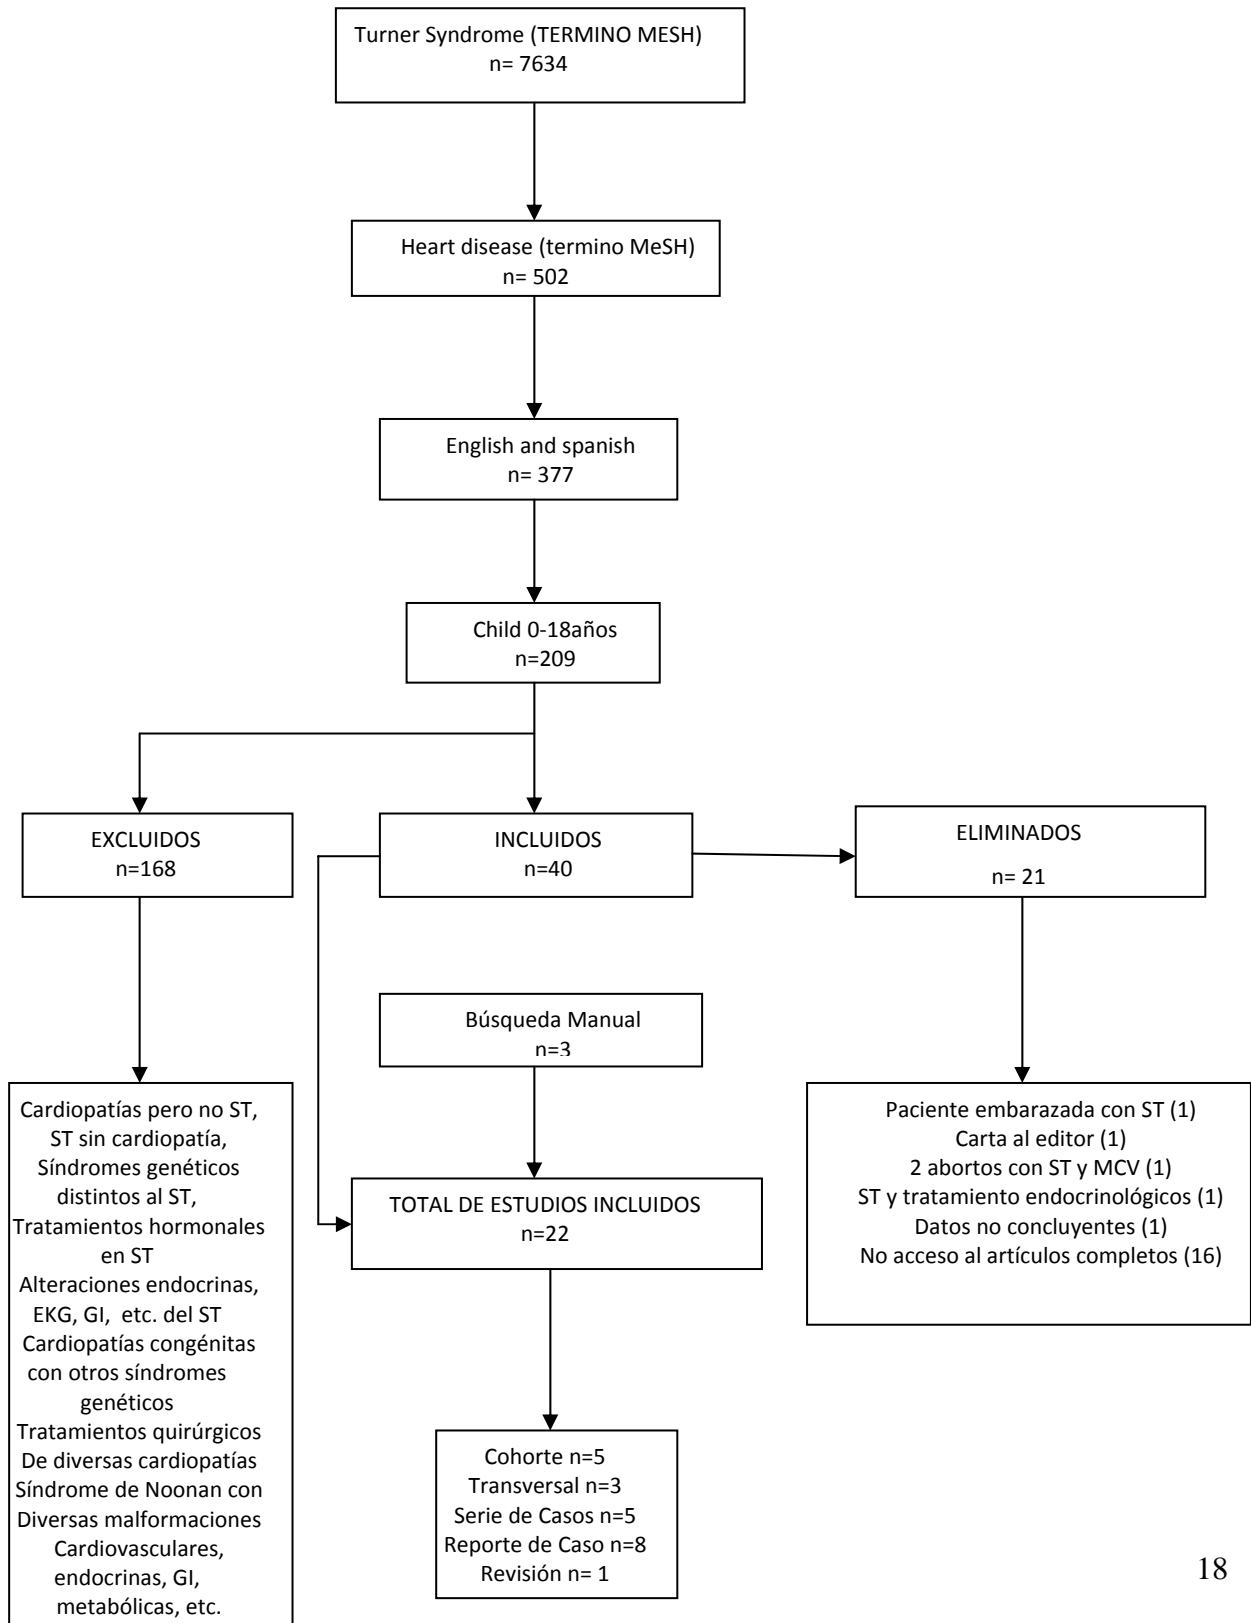 Turner Syndrome (TERMINO MESH)
n= 7634
Heart disease (termino MeSH)
n= 502
English and spanish
n= 377
Child 0-18años
n=209
EXCLUIDOS
n=168
INCLUIDOS
n=40
ELIMINADOS
n= 21
Búsqueda Manual
n=3
Cardiopatías pero no ST,
ST sin cardiopatía,
Síndromes genéticos
distintos al ST,
Tratamientos hormonales
en ST
Alteraciones endocrinas,
EKG, GI, etc. del ST
Cardiopatías congénitas
con otros síndromes
genéticos
Tratamientos quirúrgicos
De diversas cardiopatías
Síndrome de Noonan con
Diversas malformaciones
Cardiovasculares,
endocrinas, GI,
metabólicas, etc.
TOTAL DE ESTUDIOS INCLUIDOS
n=22
Paciente embarazada con ST (1)
Carta al editor (1)
2 abortos con ST y MCV (1)
ST y tratamiento endocrinológicos (1)
Datos no concluyentes (1)
No acceso al artículos completos (16)
Cohorte n=5
Transversal n=3
Serie de Casos n=5
Reporte de Caso n=8
Revisión n= 1
18